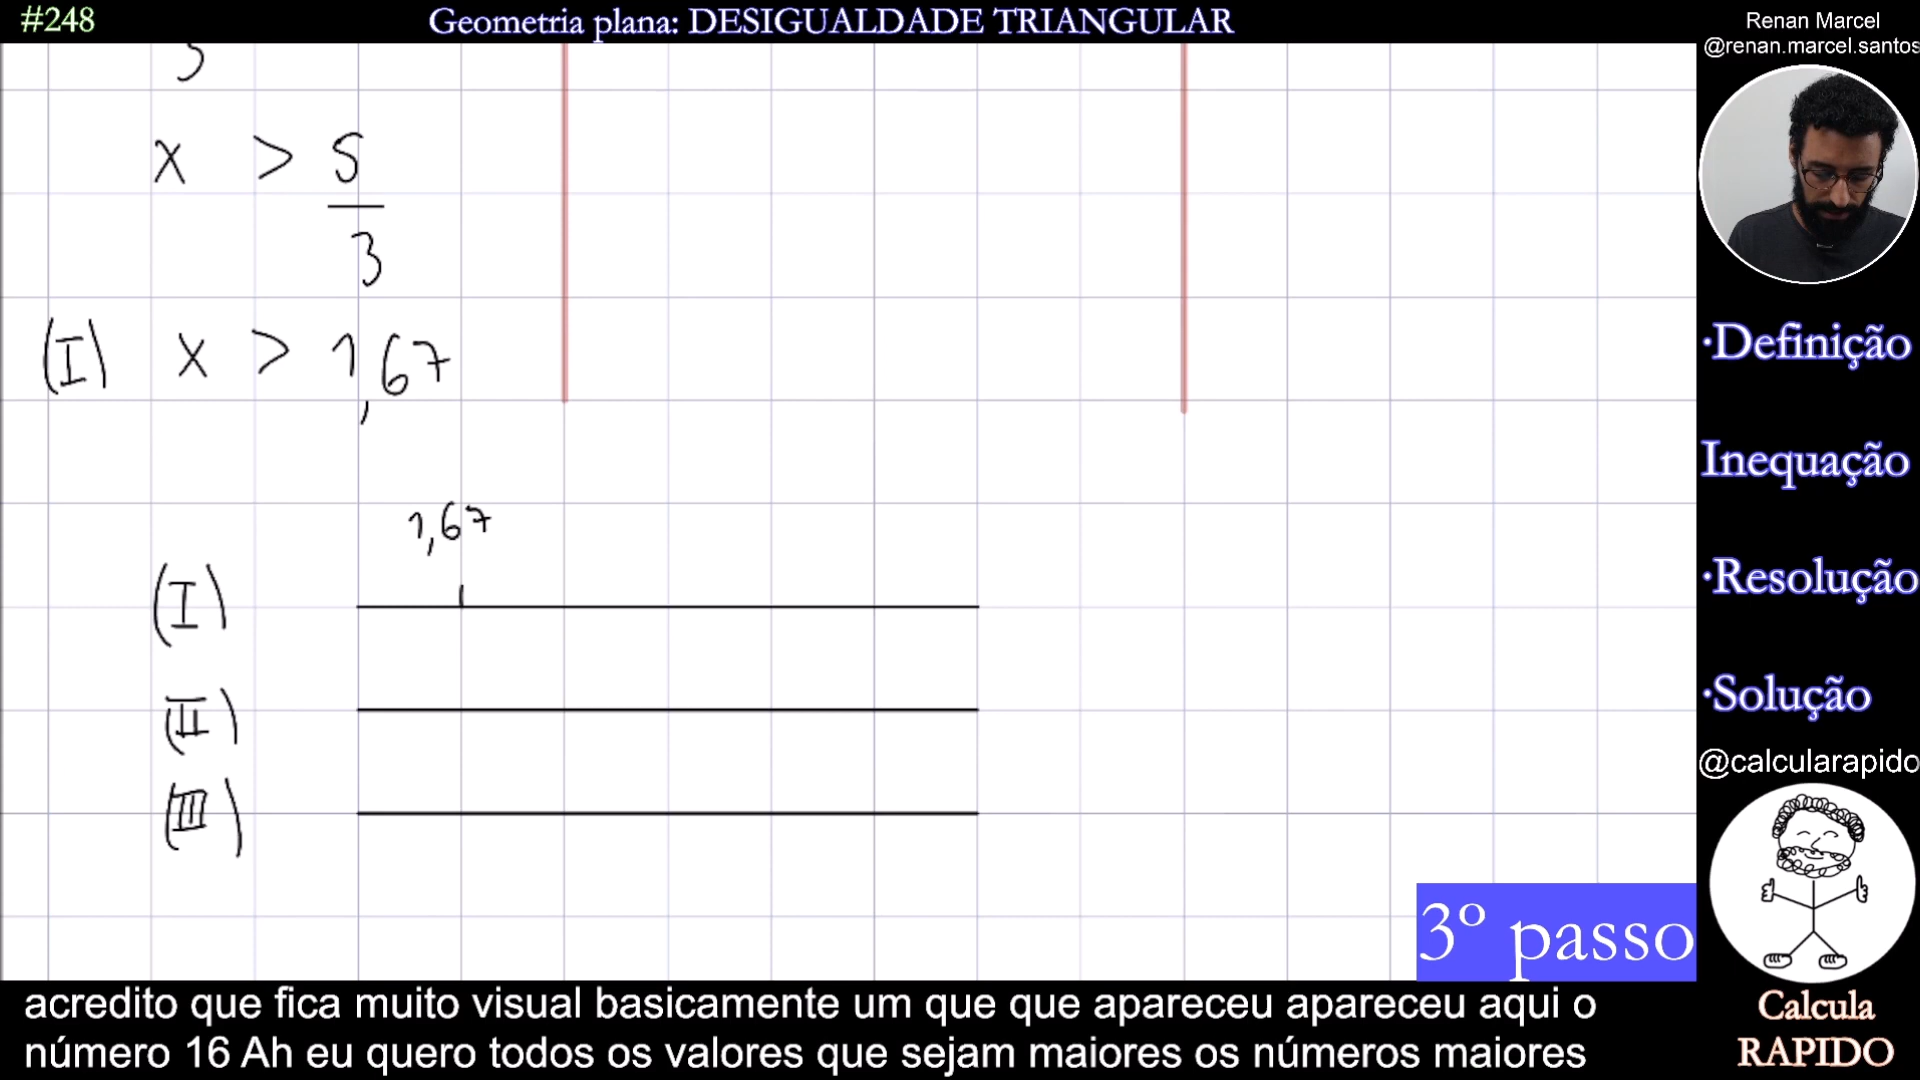 #248
Geometria plana: DESIGUALDADE TRIANGULAR
Renan Marcel
@renan.marcel.santos
x > 5
3
(I) x > 1,67
1,67
(I)
(II)
(III)
·Definição
Inequação
·Resolução
·Solução
@calcularapido
3º passo
Calcula
RAPIDO
acredito que fica muito visual basicamente um que que apareceu apareceu aqui o
número 16 Ah eu quero todos os valores que sejam maiores os números maiores